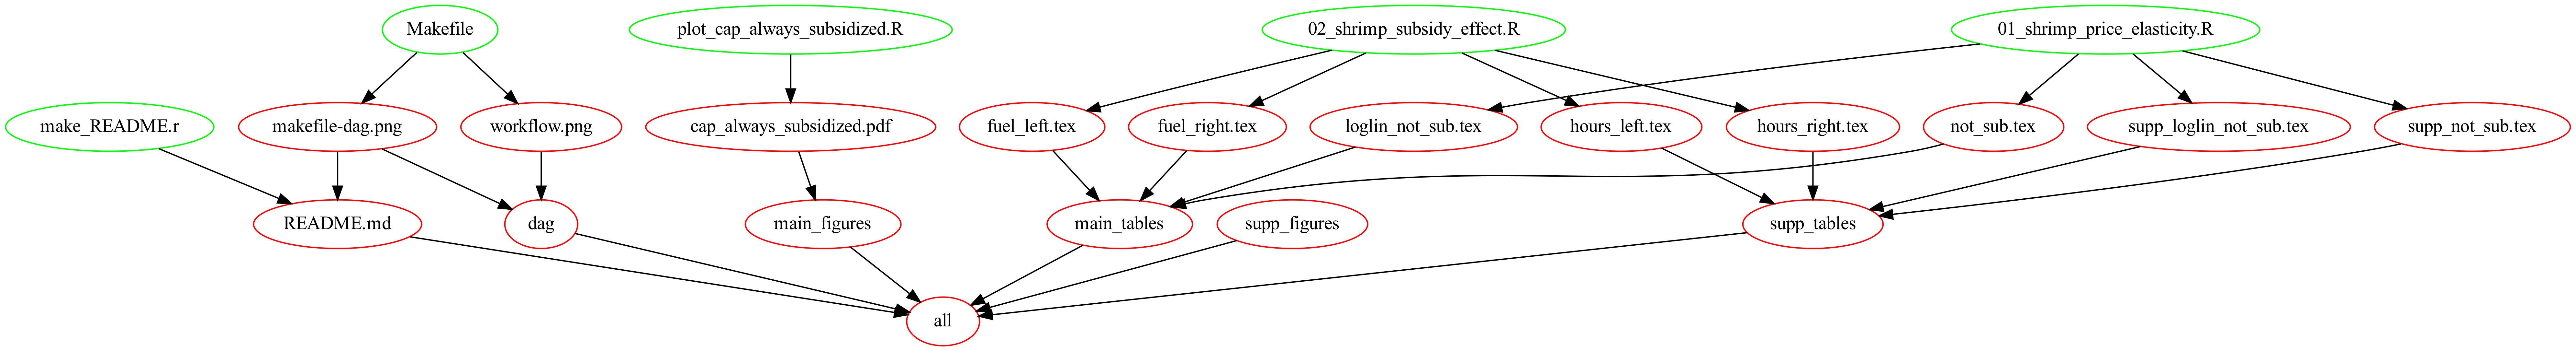 Makefile
plot_cap_always_subsidized.R
02_shrimp_subsidy_effect.R
01_shrimp_price_elasticity.R
make_README.r
makefile-dag.png
workflow.png
cap_always_subsidized.pdf
fuel_left.tex
fuel_right.tex
loglin_not_sub.tex
hours_left.tex
hours_right.tex
not_sub.tex
supp_loglin_not_sub.tex
supp_not_sub.tex
README.md
dag
main_figures
main_tables
supp_figures
supp_tables
all